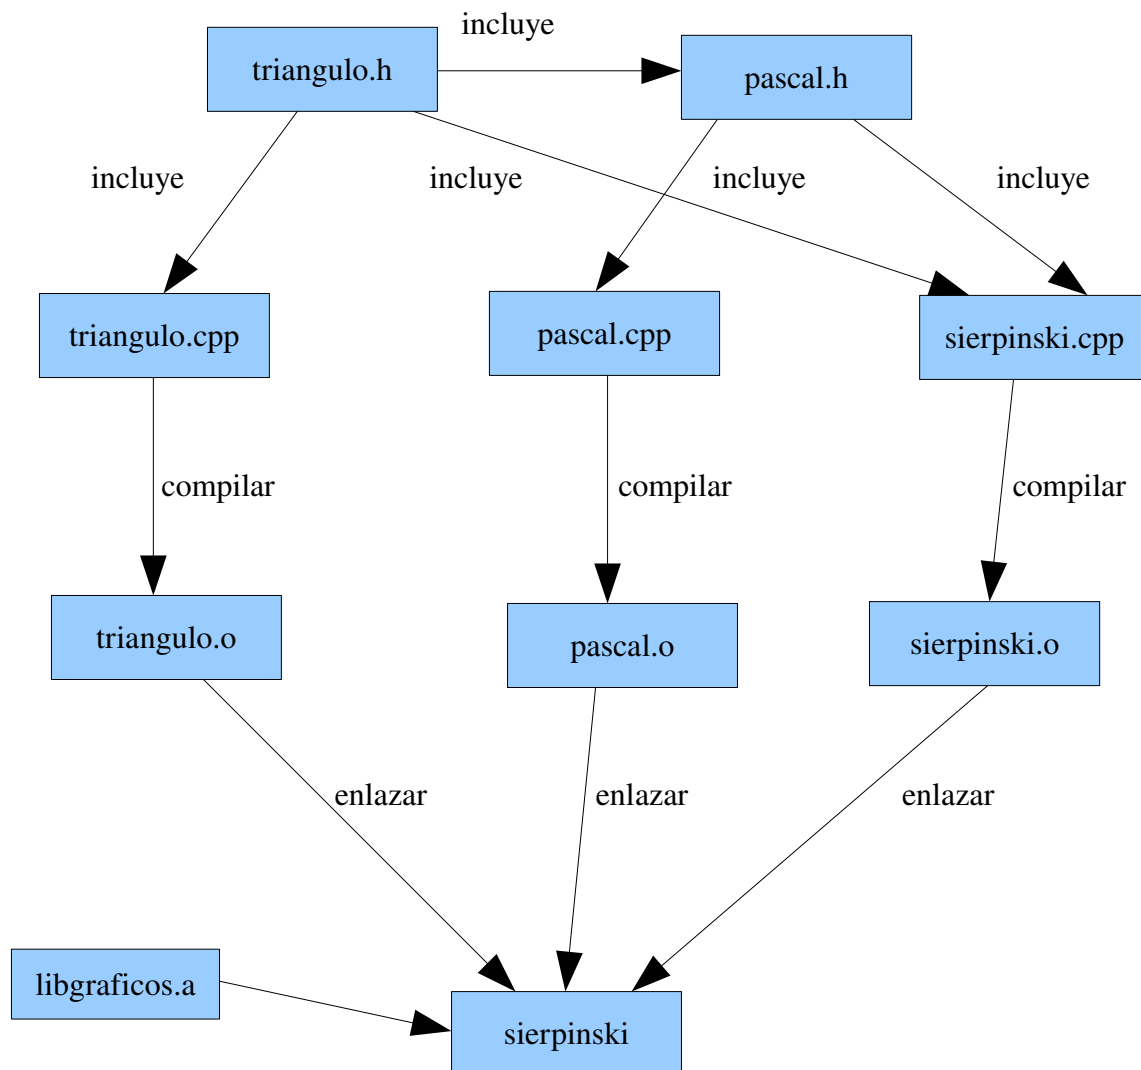 incluye
triangulo.h
pascal.h
incluye
incluye
incluye
incluye
triangulo.cpp
pascal.cpp
sierpinski.cpp
compilar
compilar
compilar
triangulo.o
pascal.o
sierpinski.o
enlazar
enlazar
enlazar
libgraficos.a
sierpinski